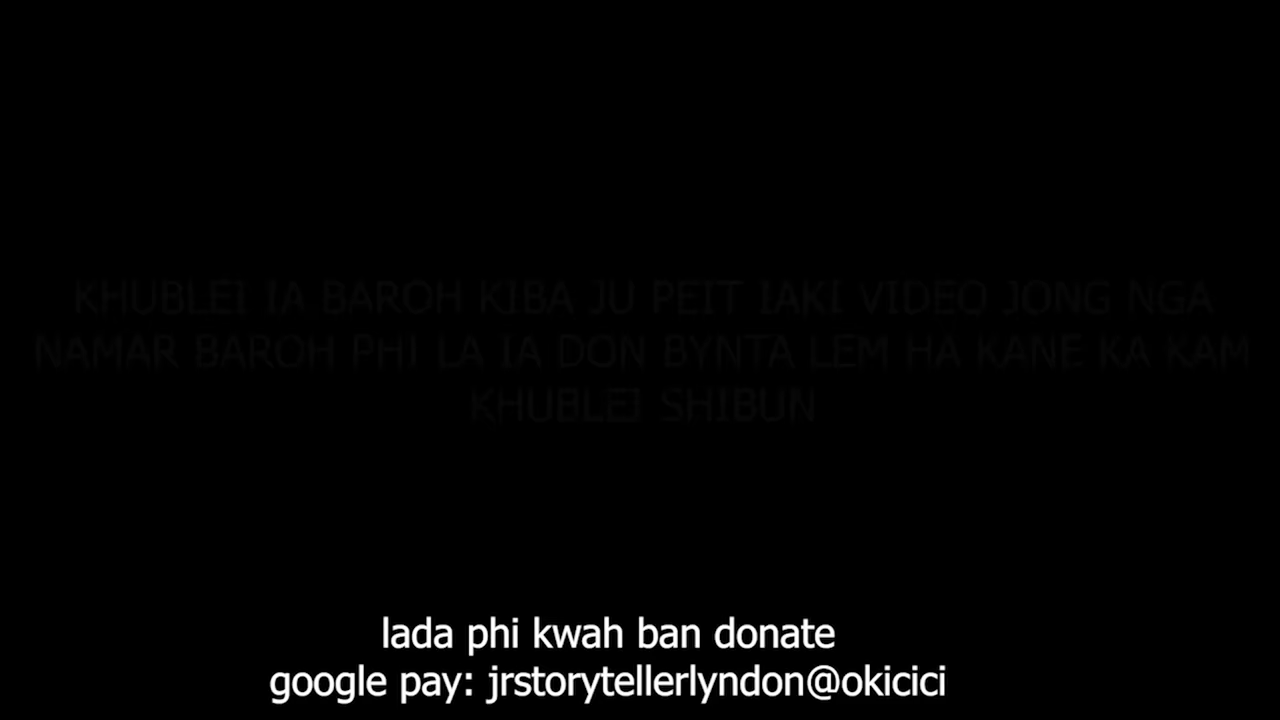 KHUBLEI IA BAROH KIBA JU PEIT IAKI VIDEO JONG NGA
NAMAR BAROH PHI LA IA DON BYNTA LEM HA KANE KA KAM
KHUBLEI SHIBUN
lada phi kwah ban donate
google pay: jrstorytellerlyndon@okicici